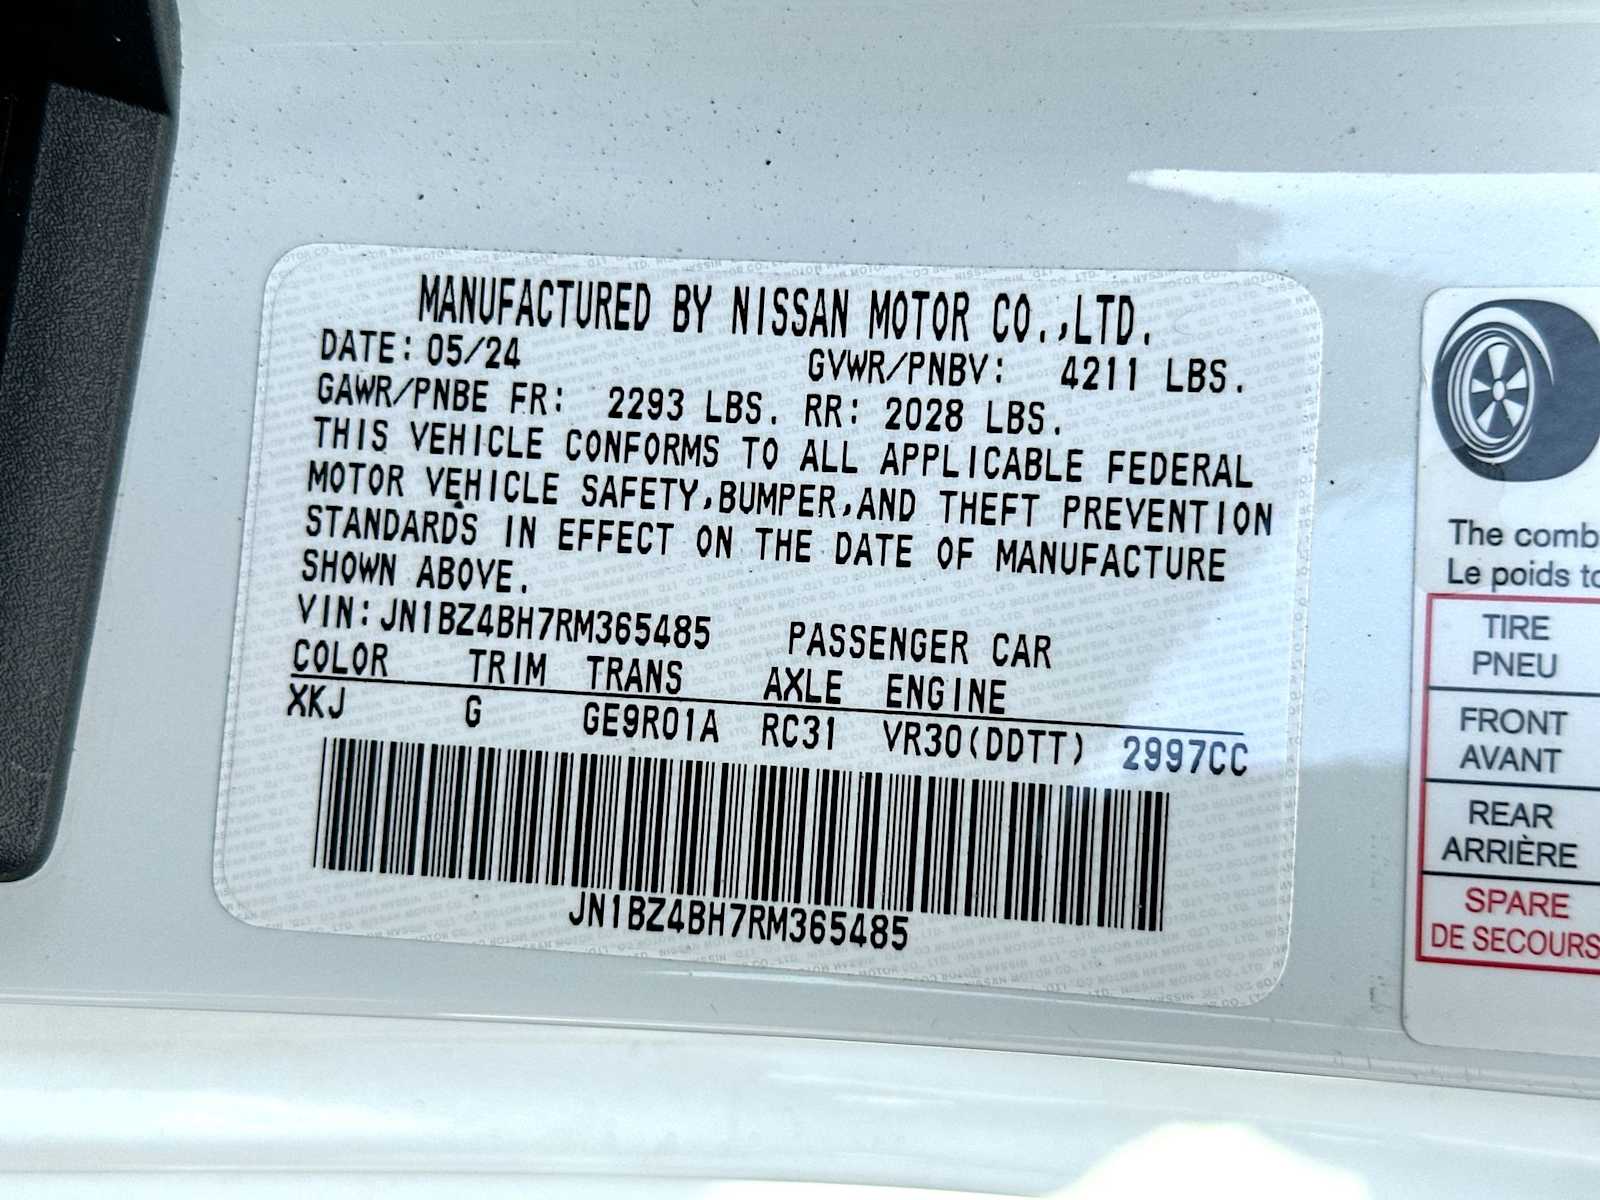 MANUFACTURED BY NISSAN MOTOR CO.,LTD.
DATE: 05/24 GVWR/PNBV: 4211 LBS.
GAWR/PNBE FR: 2293 LBS. RR: 2028 LBS.
THIS VEHICLE CONFORMS TO ALL APPLICABLE FEDERAL
MOTOR VEHICLE SAFETY,BUMPER,AND THEFT PREVENTION
STANDARDS IN EFFECT ON THE DATE OF MANUFACTURE
SHOWN ABOVE.
VIN:JN1BZ4BH7RM365485 PASSENGER CAR
COLOR TRIM TRANS AXLE ENGINE
XKJ G GE9R01A RC31 VR30(DDTT) 2997CC
JN1BZ4BH7RM365485
The comb
Le poids to
TIRE
PNEU
FRONT
AVANT
REAR
ARRIÈRE
SPARE
DE SECOURS